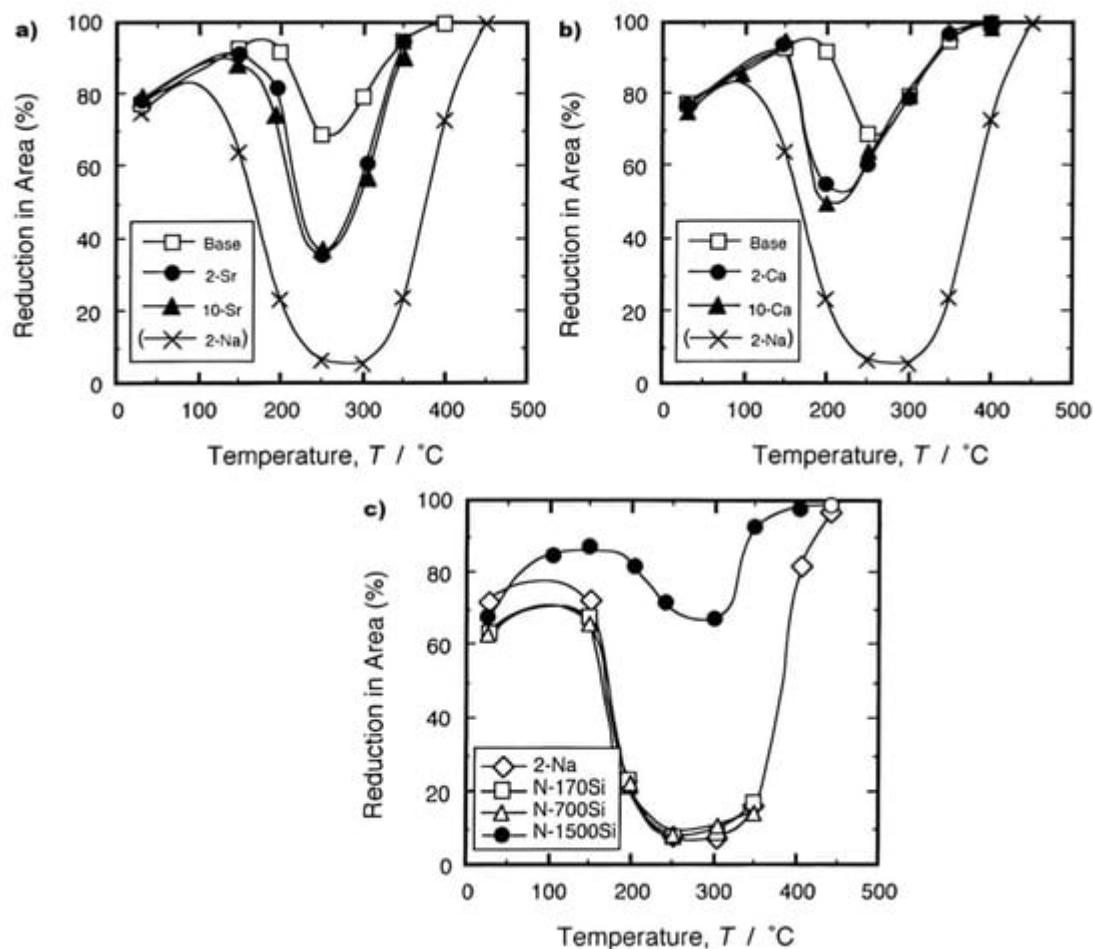 a)
100
80
60
40
20
0
Reduction in Area (%)
Base
2-Sr
10-Sr
( 2-Na)
0 100 200 300 400 500
Temperature, T / °C
b)
100
80
60
40
20
0
Reduction in Area (%)
Base
2-Ca
10-Ca
( 2-Na)
0 100 200 300 400 500
Temperature, T / °C
c)
100
80
60
40
20
0
Reduction in Area (%)
2-Na
N-170Si
N-700Si
N-1500Si
0 100 200 300 400 500
Temperature, T / °C